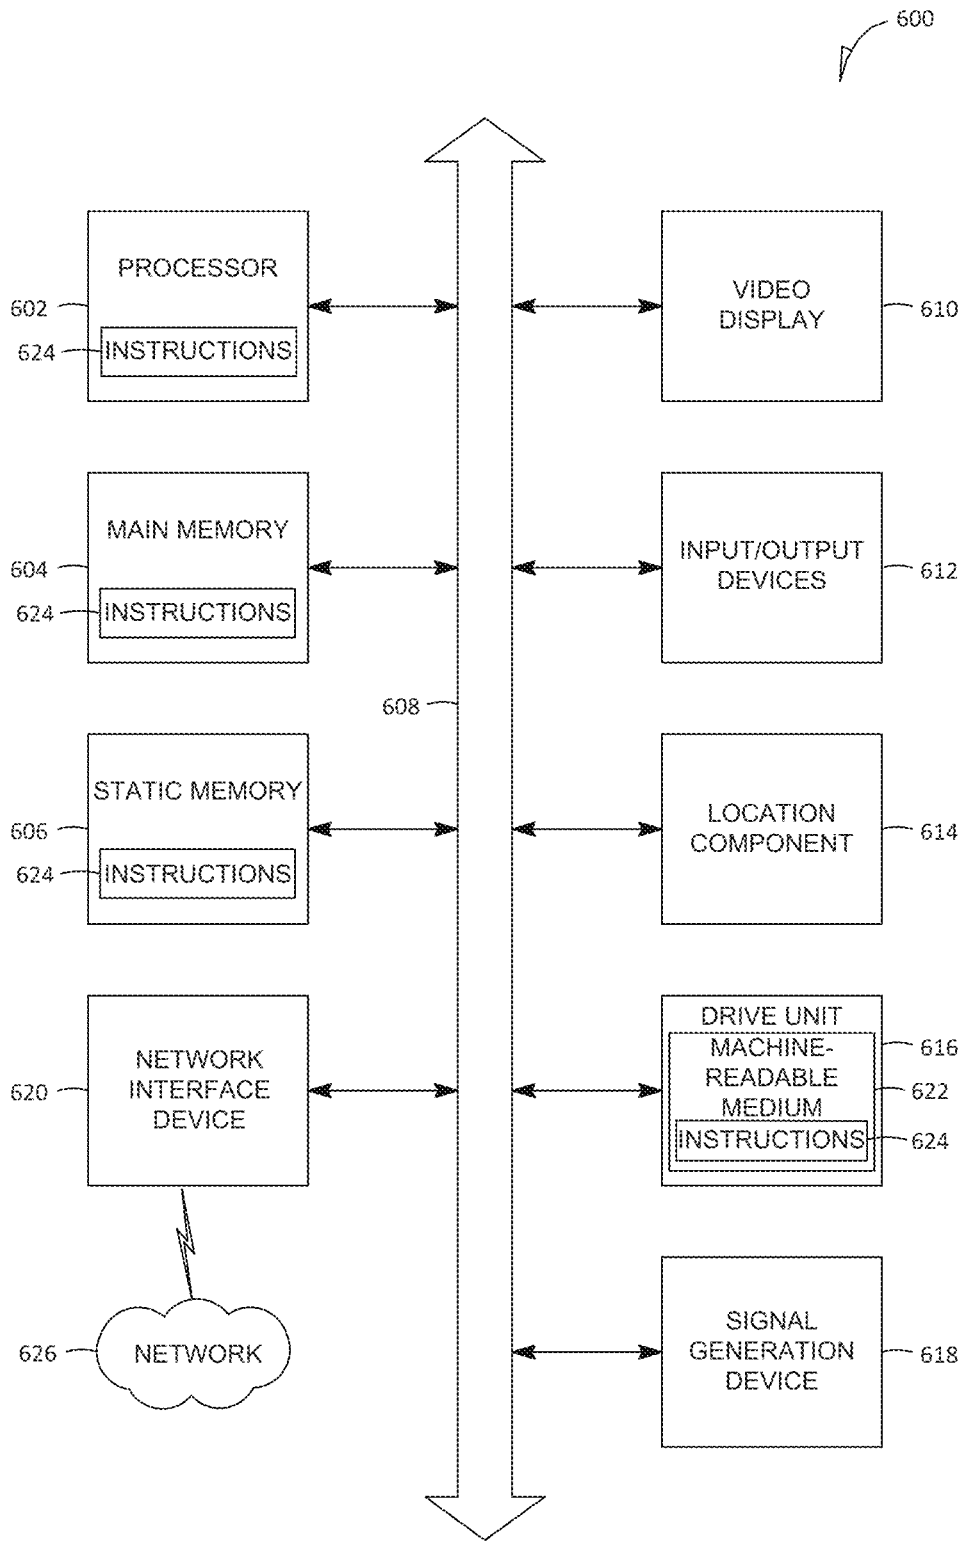 600
PROCESSOR
602
624
INSTRUCTIONS
VIDEO
DISPLAY
610
MAIN MEMORY
604
624
INSTRUCTIONS
INPUT/OUTPUT
DEVICES
612
608
STATIC MEMORY
606
624
INSTRUCTIONS
LOCATION
COMPONENT
614
NETWORK
INTERFACE
DEVICE
620
DRIVE UNIT
616
MACHINE-
READABLE
MEDIUM
622
INSTRUCTIONS
624
NETWORK
626
SIGNAL
GENERATION
DEVICE
618